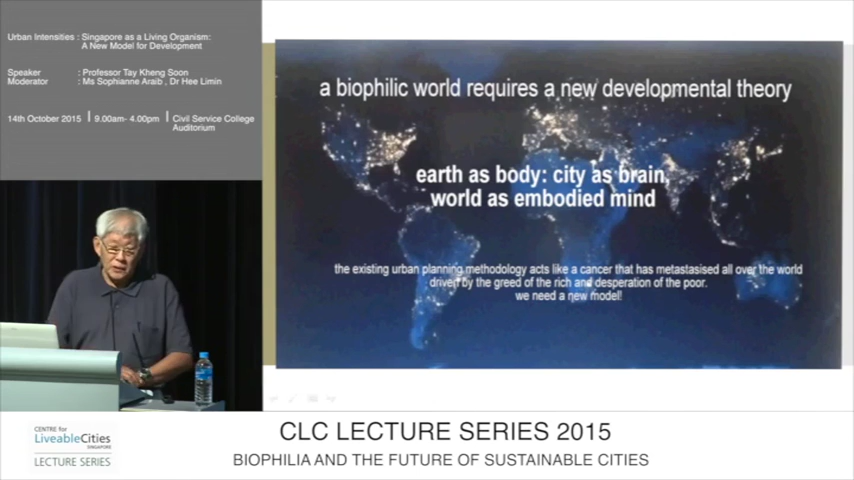 Urban Intensities : Singapore as a Living Organism:
A New Model for Development
Speaker : Professor Tay Kheng Soon
Moderator : Ms Sophianne Araib , Dr Hee Limin
14th October 2015 | 9.00am- 4.00pm | Civil Service College
Auditorium
a biophilic world requires a new developmental theory
earth as body: city as brain,
world as embodied mind
the existing urban planning methodology acts like a cancer that has metastasised all over the world
driven by the greed of the rich and desperation of the poor.
we need a new model!
CENTRE for
LiveableCities
SINGAPORE
LECTURE SERIES
CLC LECTURE SERIES 2015
BIOPHILIA AND THE FUTURE OF SUSTAINABLE CITIES